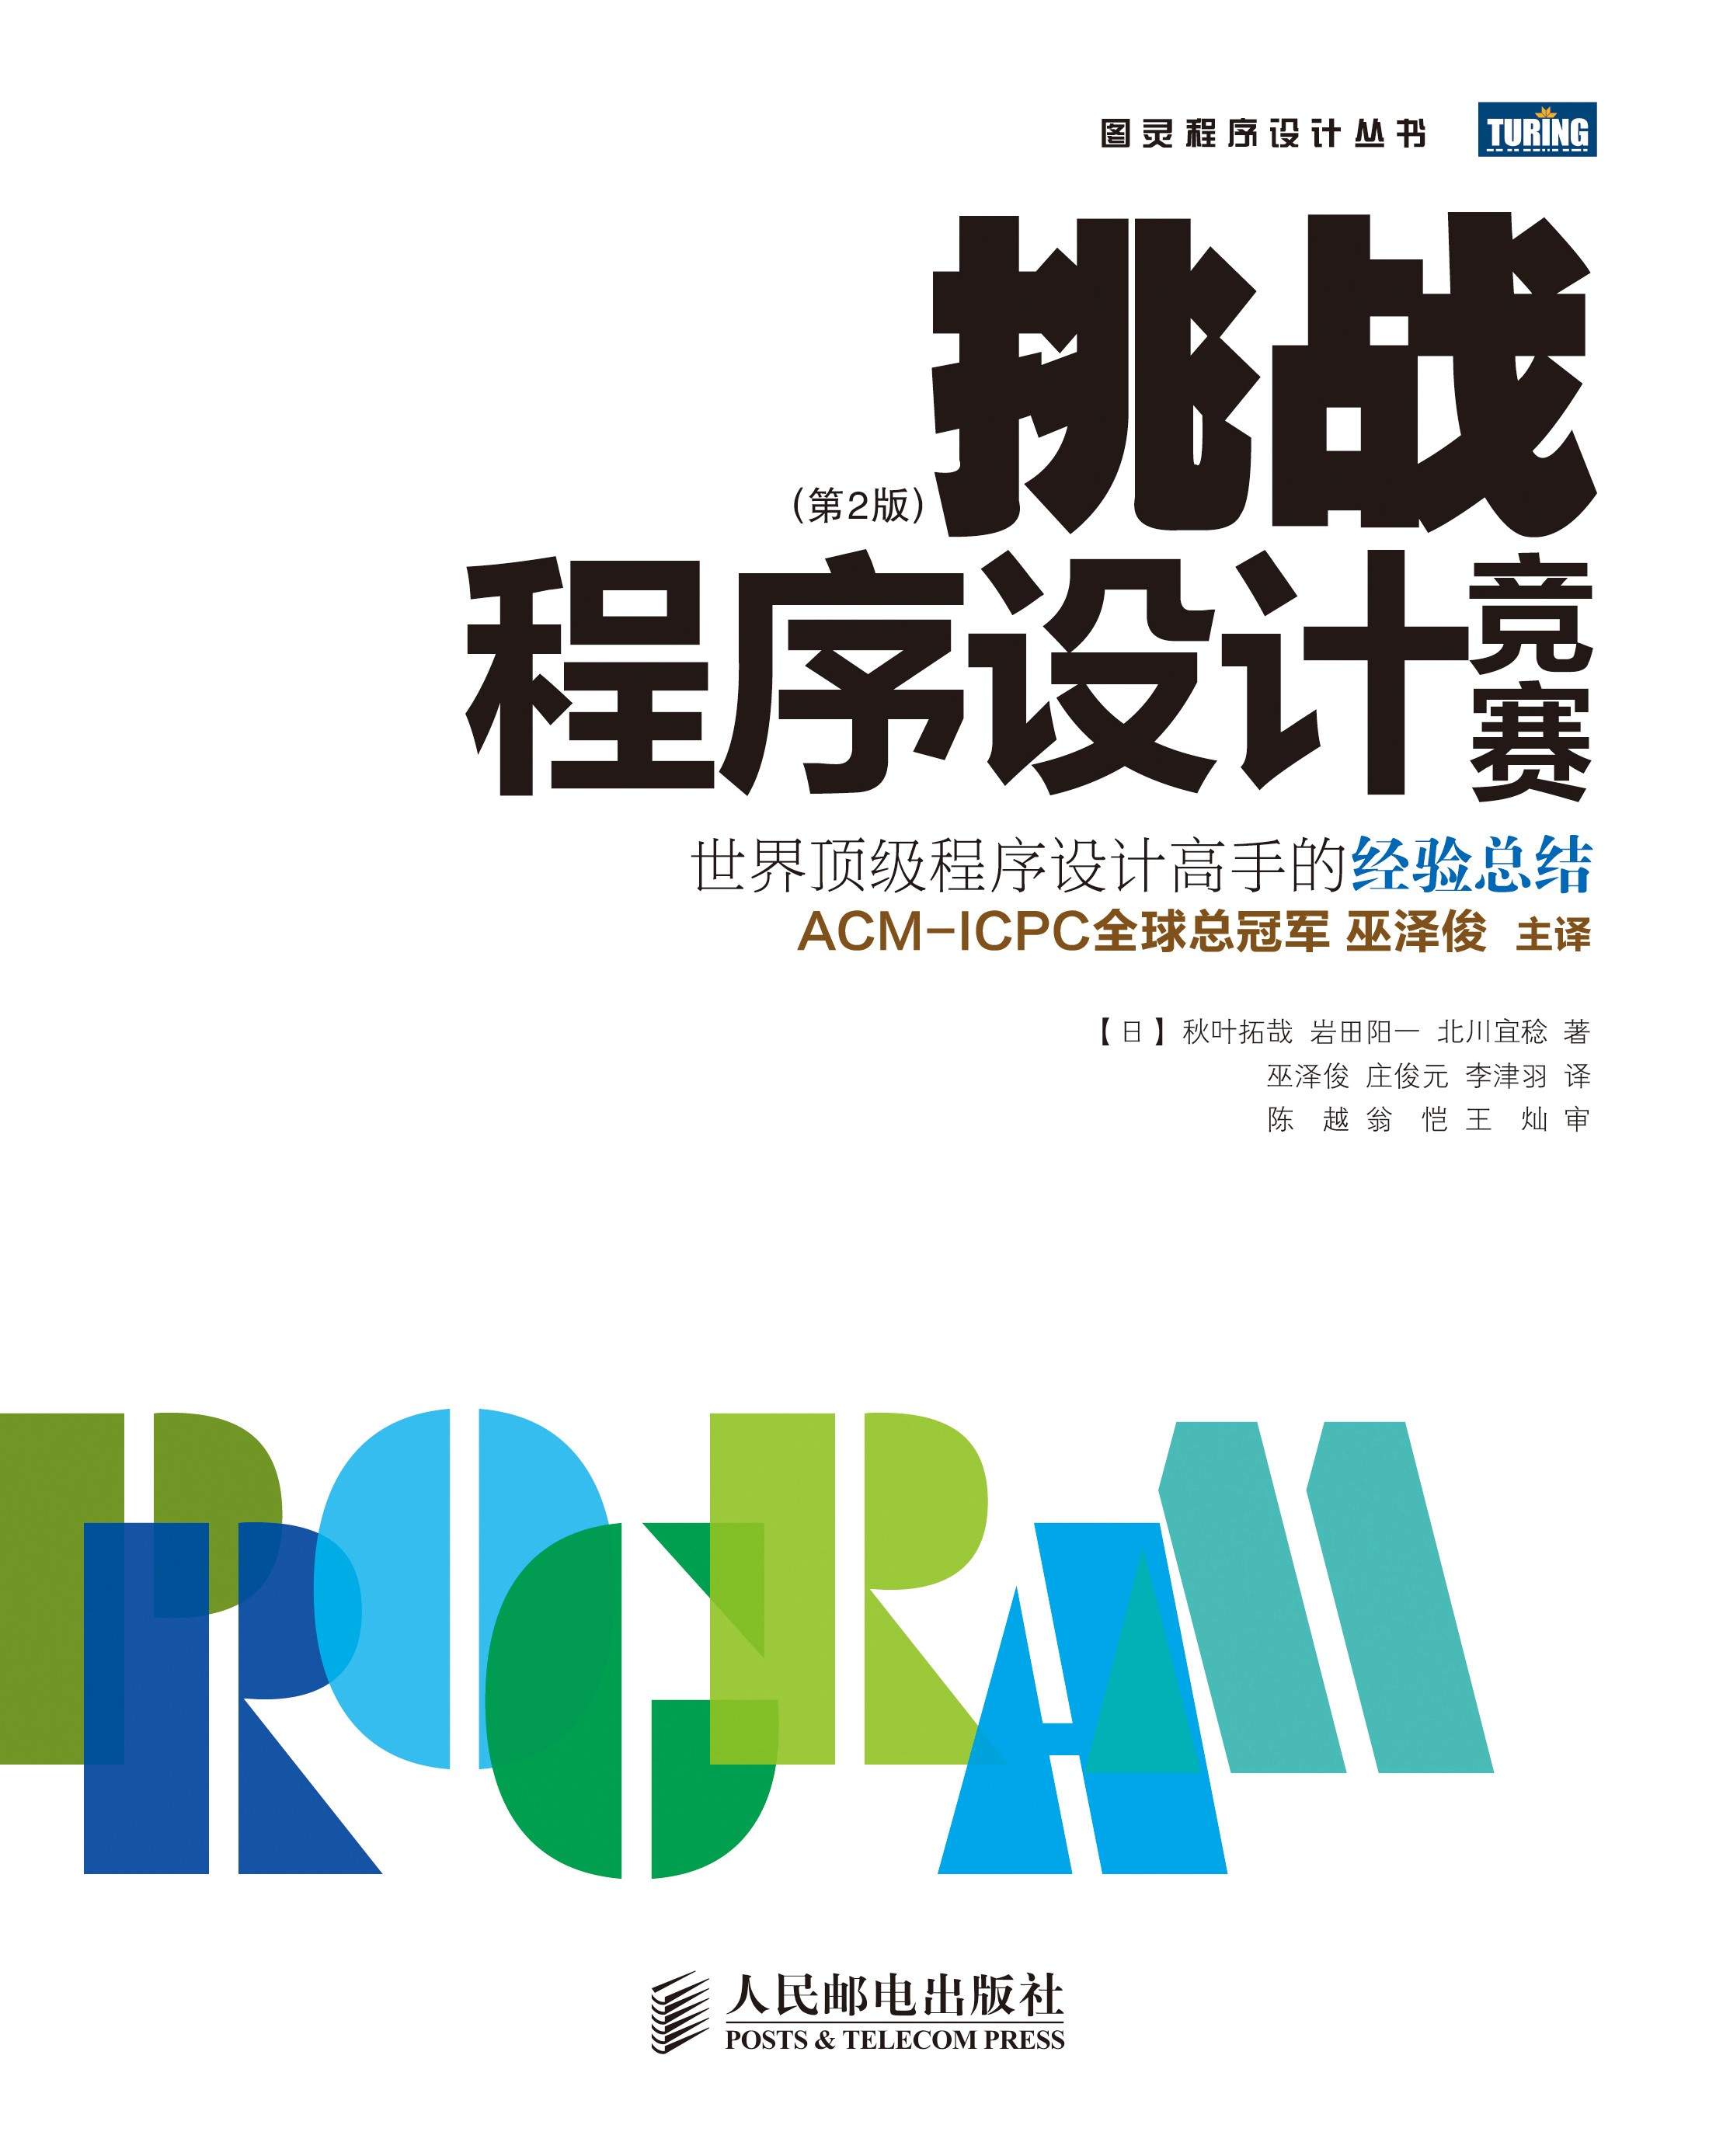 图灵程序设计丛书 TURING
挑战
(第2版)
程序设计竞赛
世界顶级程序设计高手的经验总结
ACM-ICPC全球总冠军 巫泽俊 主译
【日】秋叶拓哉 岩田阳一 北川宜稔 著
巫泽俊 庄俊元 李津羽 译
陈 越 翁 恺 王 灿 审
PROGRAM
人民邮电出版社
POSTS & TELECOM PRESS